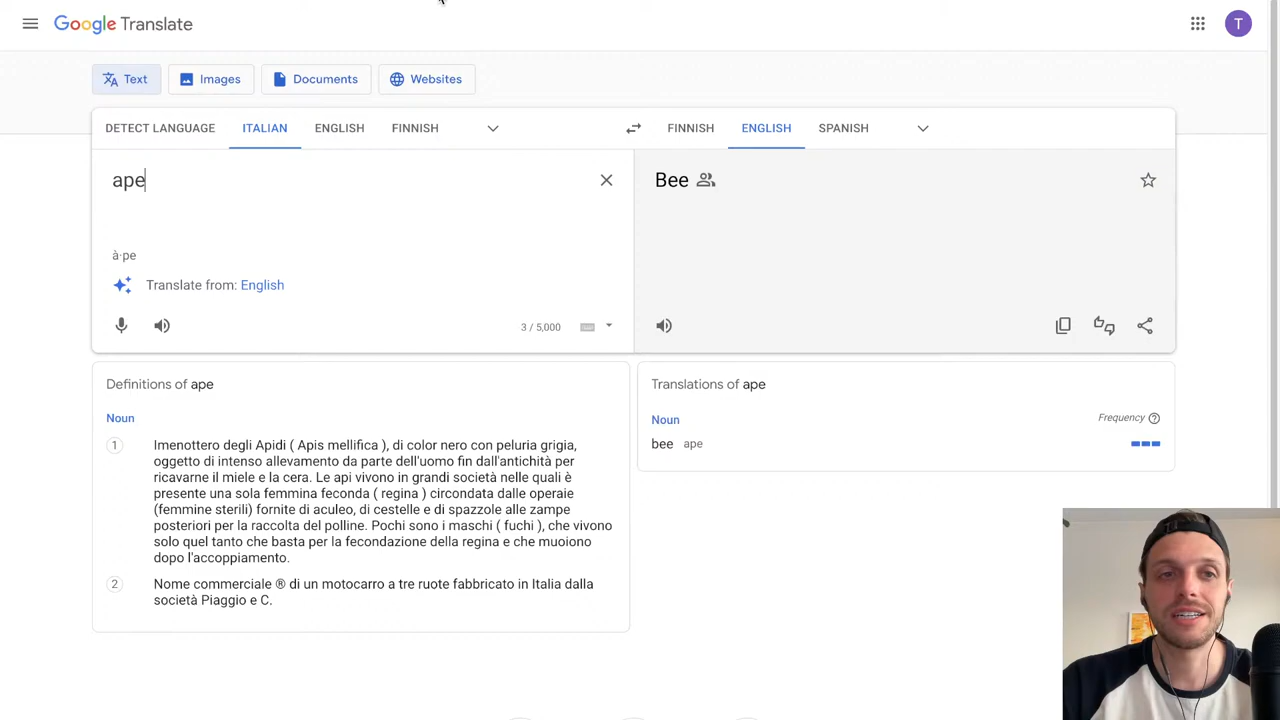 Google Translate
T
Text
Images
Documents
Websites
DETECT LANGUAGE
ITALIAN
ENGLISH
FINNISH
FINNISH
ENGLISH
SPANISH
ape
Bee
à·pe
Translate from: English
3 / 5,000
Definitions of ape
Noun
1
Imenottero degli Apidi ( Apis mellifica ), di color nero con peluria grigia,
oggetto di intenso allevamento da parte dell'uomo fin dall'antichità per
ricavarne il miele e la cera. Le api vivono in grandi società nelle quali è
presente una sola femmina feconda ( regina ) circondata dalle operaie
(femmine sterili) fornite di aculeo, di cestelle e di spazzole alle zampe
posteriori per la raccolta del polline. Pochi sono i maschi ( fuchi ), che vivono
solo quel tanto che basta per la fecondazione della regina e che muoiono
dopo l'accoppiamento.
2
Nome commerciale ® di un motocarro a tre ruote fabbricato in Italia dalla
società Piaggio e C.
Translations of ape
Noun
Frequency
bee ape